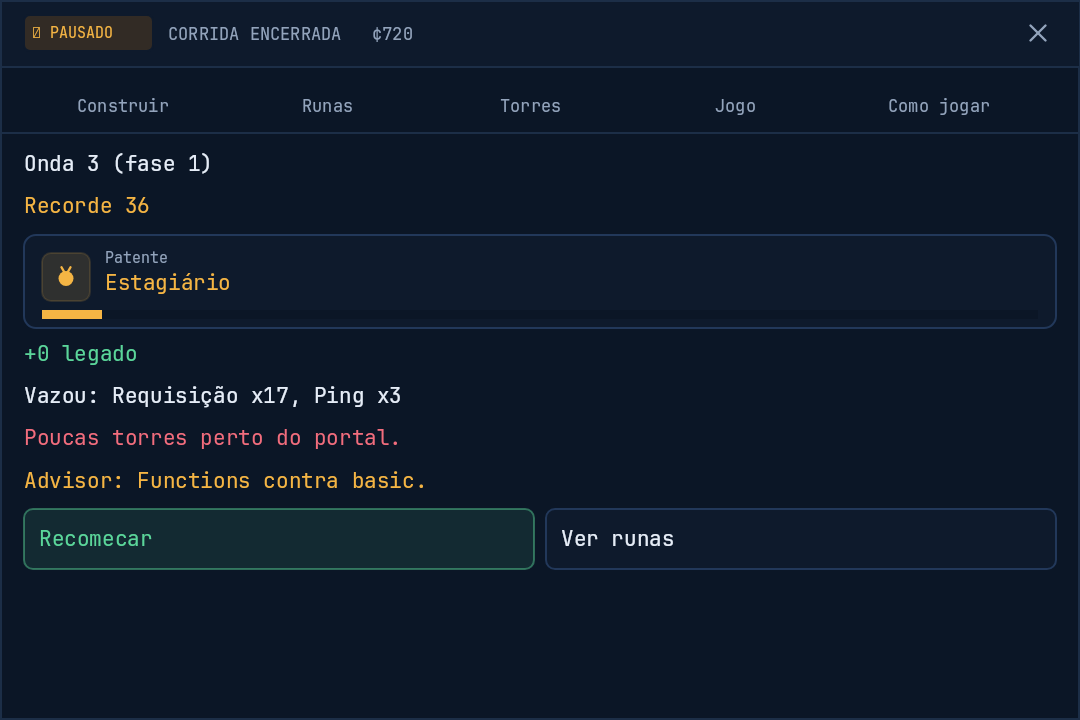 PAUSADO CORRIDA ENCERRADA ₵720
Construir Runas Torres Jogo Como jogar
Onda 3 (fase 1)
Recorde 36
Patente
Estagiário
+0 legado
Vazou: Requisição x17, Ping x3
Poucas torres perto do portal.
Advisor: Functions contra basic.
Recomecar Ver runas